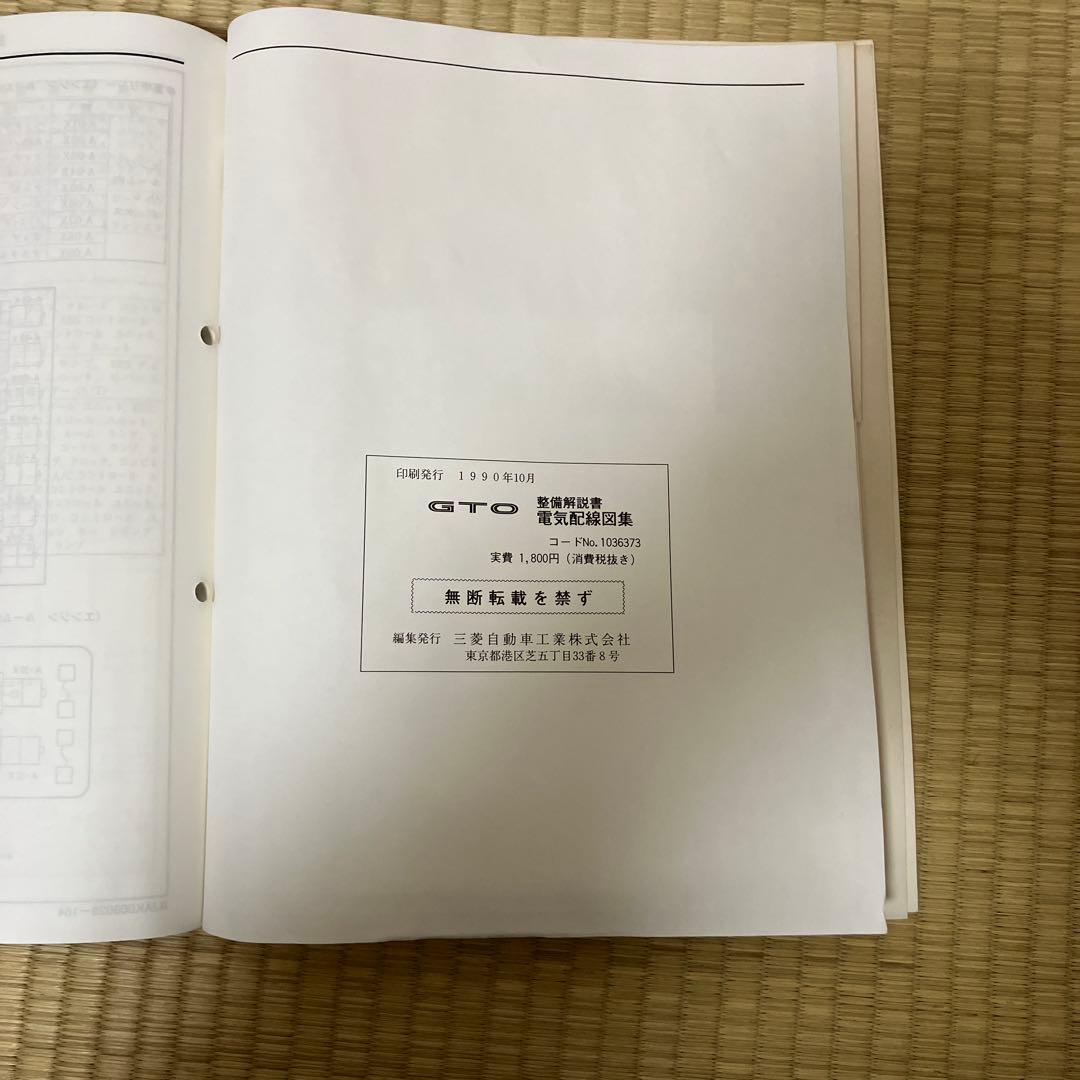 印刷発行 1990年10月
GTO 整備解説書
電気配線図集
コードNo.1036373
実費 1,800円(消費税抜き)
無断転載を禁ず
編集発行 三菱自動車工業株式会社
東京都港区芝五丁目33番8号